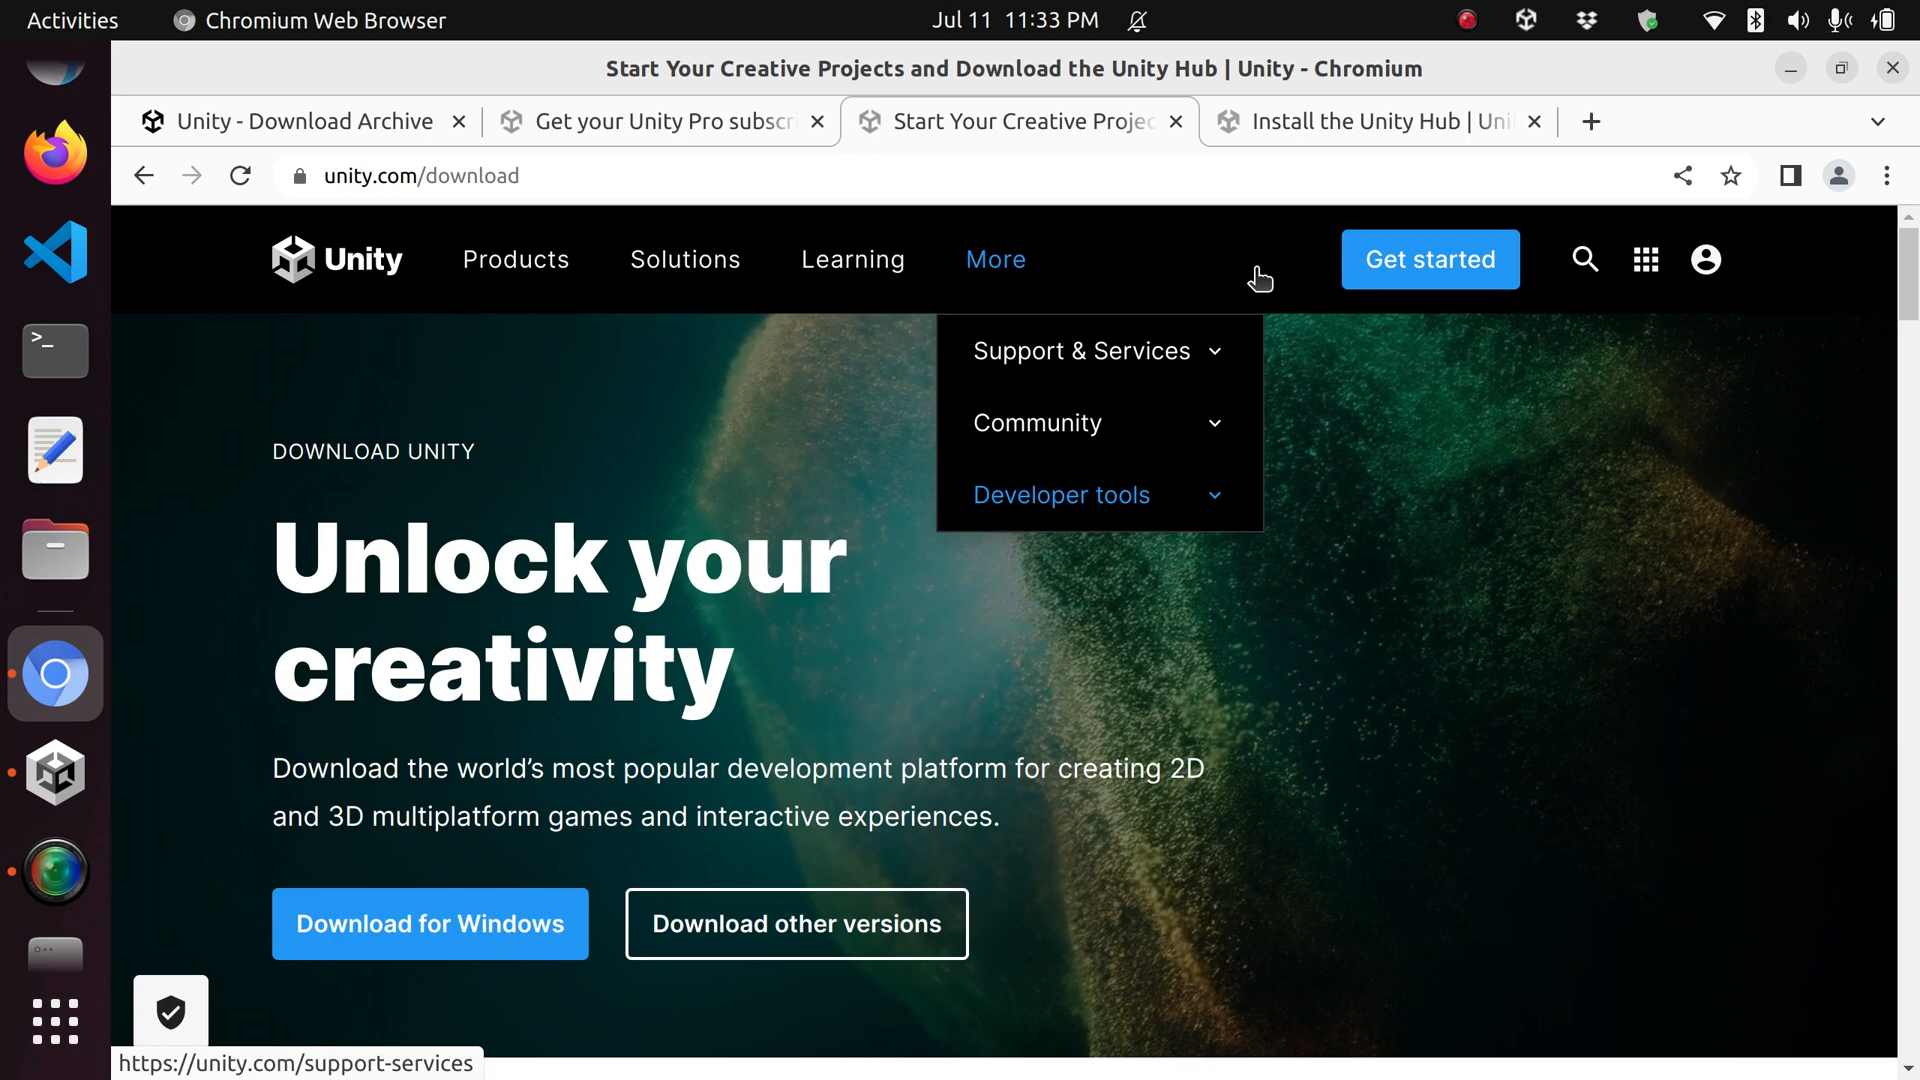 Activities
Chromium Web Browser
Jul 11 11:33 PM
Start Your Creative Projects and Download the Unity Hub | Unity - Chromium
Unity - Download Archive
Get your Unity Pro subscri
Start Your Creative Projec
Install the Unity Hub | Uni
unity.com/download
Unity
Products
Solutions
Learning
More
Get started
Support & Services
Community
Developer tools
DOWNLOAD UNITY
Unlock your
creativity
Download the world’s most popular development platform for creating 2D
and 3D multiplatform games and interactive experiences.
Download for Windows
Download other versions
https://unity.com/support-services